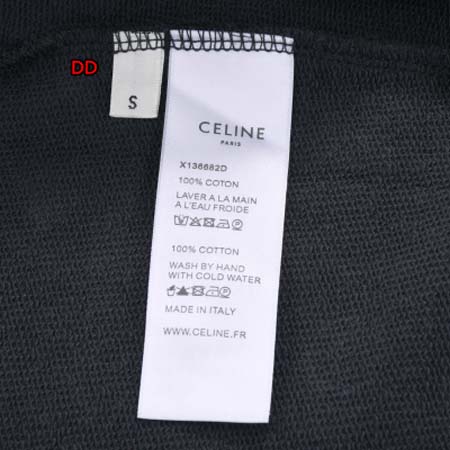 DD
S
CELINE
PARIS
X136682D
100% COTON
LAVER A LA MAIN
A L'EAU FROIDE
100% COTTON
WASH BY HAND
WITH COLD WATER
MADE IN ITALY
WWW.CELINE.FR